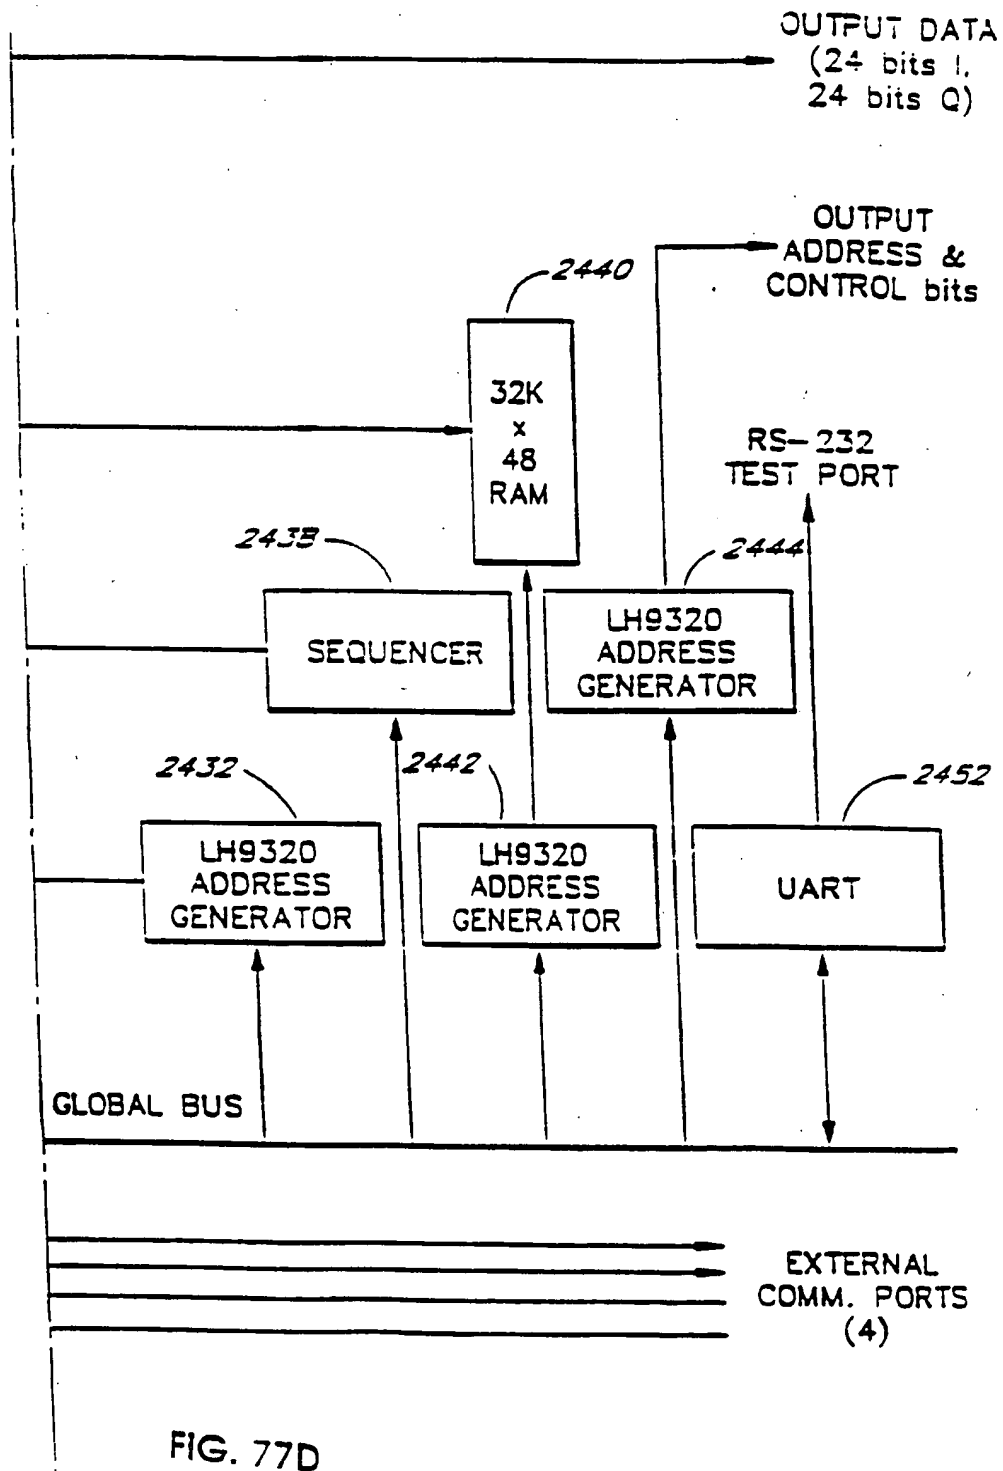 OUTPUT DATA
(24 bits I,
24 bits Q)
OUTPUT
ADDRESS &
CONTROL bits
2440
32K
x
48
RAM
RS-232
TEST PORT
2438
2444
SEQUENCER
LH9320
ADDRESS
GENERATOR
2432
2442
2452
LH9320
ADDRESS
GENERATOR
LH9320
ADDRESS
GENERATOR
UART
GLOBAL BUS
EXTERNAL
COMM. PORTS
(4)
FIG. 77D